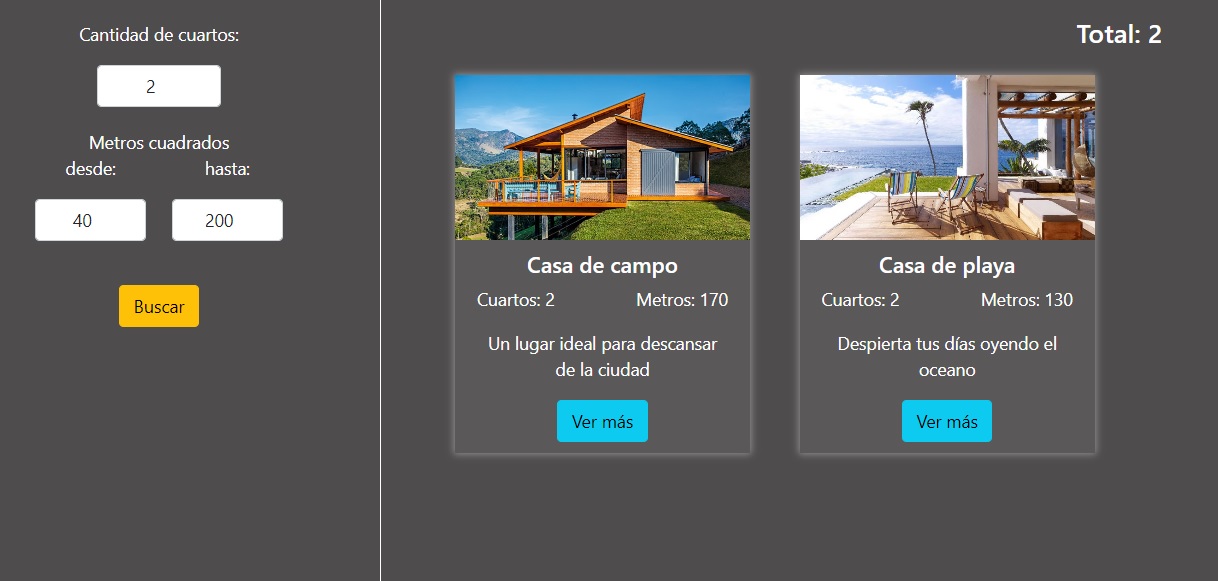 Cantidad de cuartos:
2
Metros cuadrados
desde: hasta:
40 200
Buscar
Total: 2
Casa de campo
Cuartos: 2 Metros: 170
Un lugar ideal para descansar
de la ciudad
Ver más
Casa de playa
Cuartos: 2 Metros: 130
Despierta tus días oyendo el
oceano
Ver más